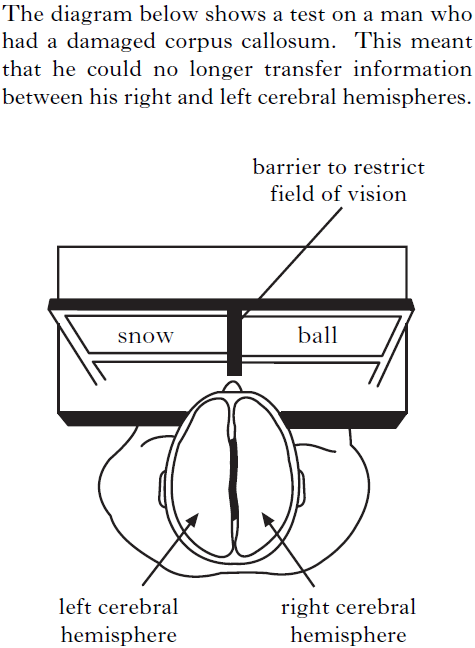 The diagram below shows a test on a man who
had a damaged corpus callosum. This meant
that he could no longer transfer information
between his right and left cerebral hemispheres.
barrier to restrict
field of vision
snow
ball
left cerebral
hemisphere
right cerebral
hemisphere